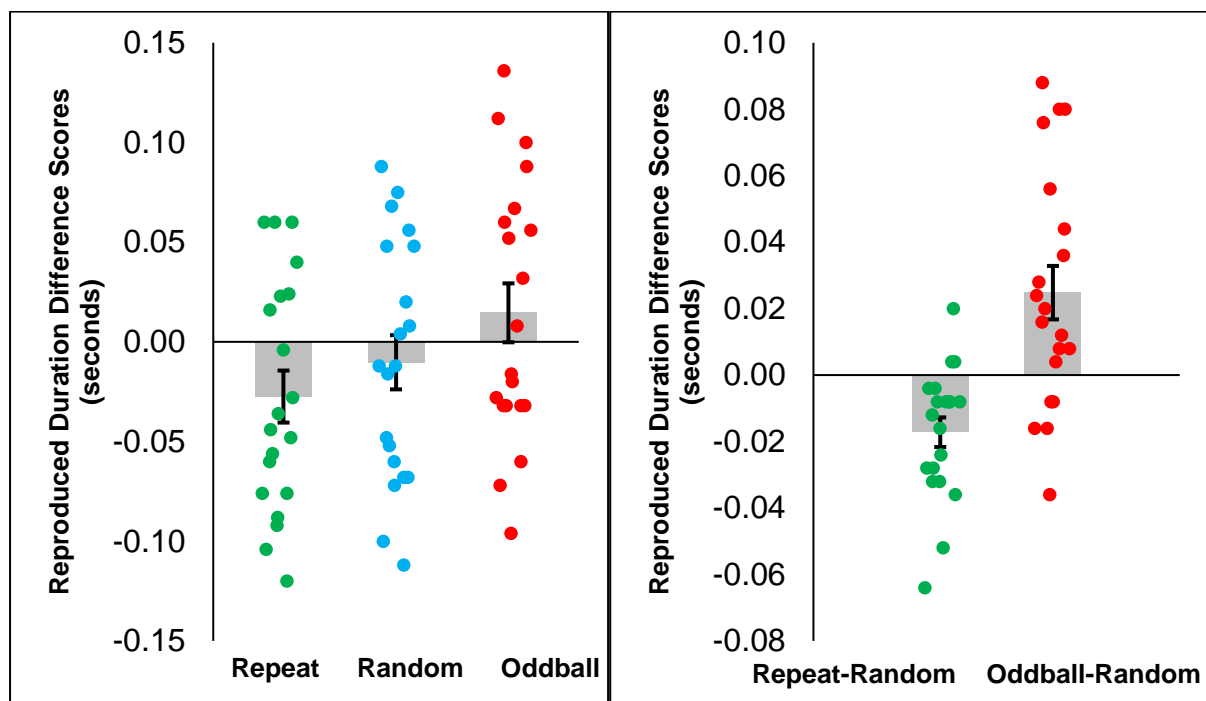 Reproduced Duration Difference Scores
(seconds)
0.15
0.10
0.05
0.00
-0.05
-0.10
-0.15
Repeat Random Oddball
Reproduced Duration Difference Scores
(seconds)
0.10
0.08
0.06
0.04
0.02
0.00
-0.02
-0.04
-0.06
-0.08
Repeat-Random Oddball-Random